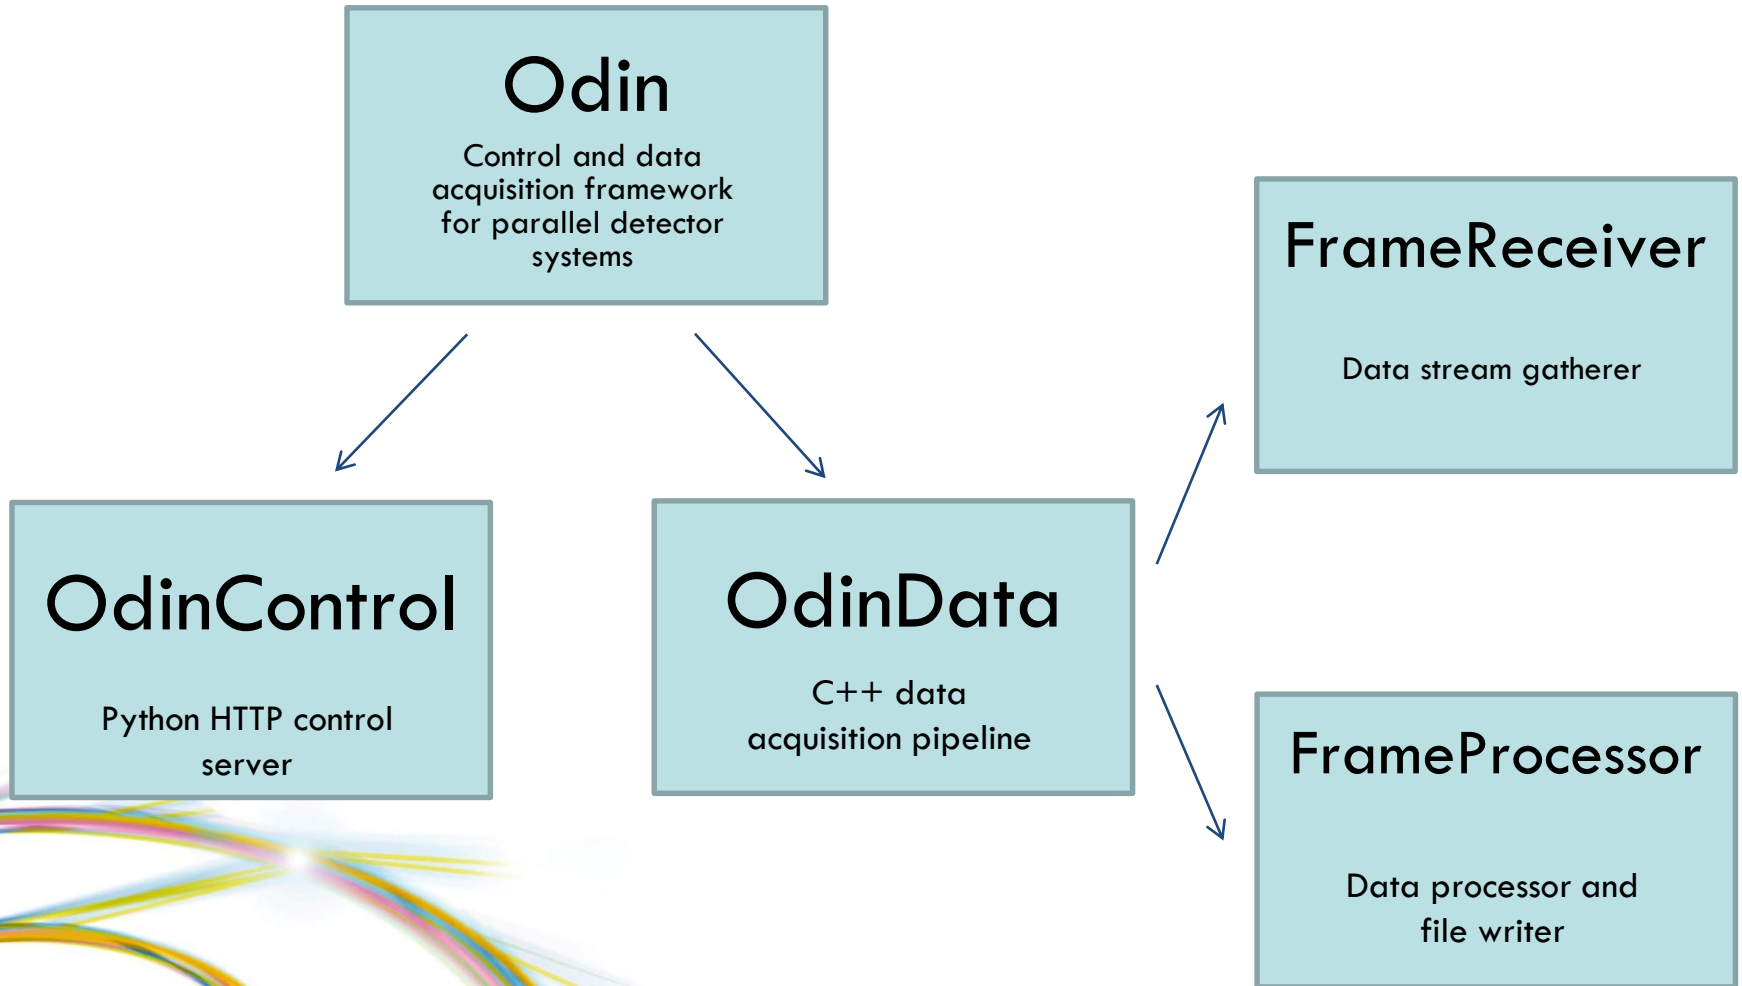 Odin
Control and data
acquisition framework
for parallel detector
systems
FrameReceiver
Data stream gatherer
OdinControl
Python HTTP control
server
OdinData
C++ data
acquisition pipeline
FrameProcessor
Data processor and
file writer